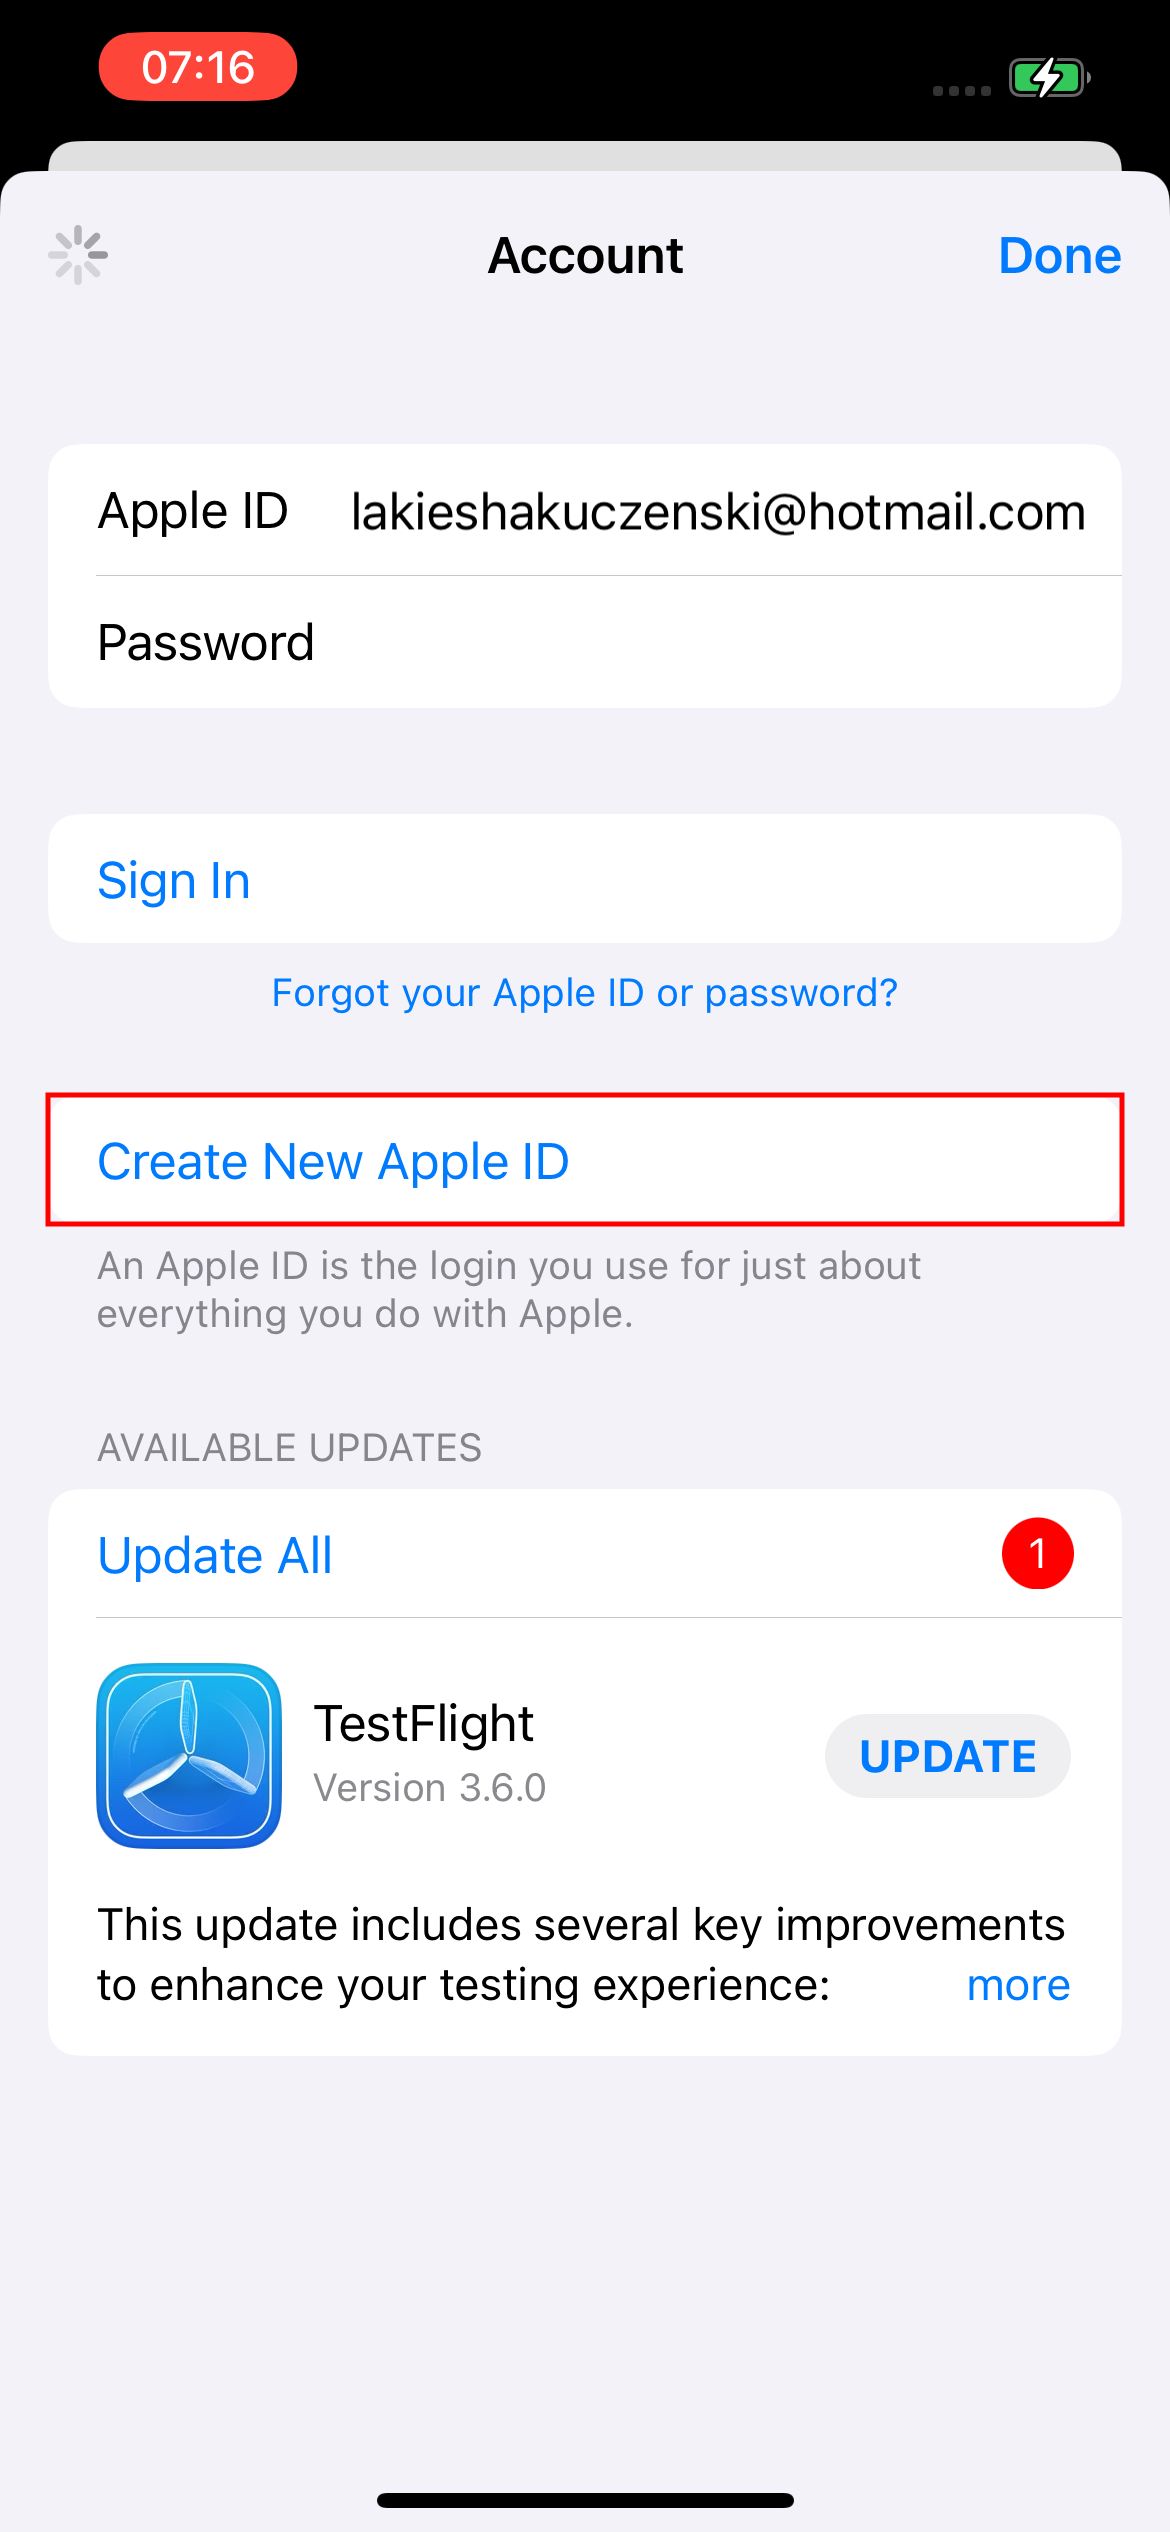 07:16
Account
Done
Apple ID lakieshakuczenski@hotmail.com
Password
Sign In
Forgot your Apple ID or password?
Create New Apple ID
An Apple ID is the login you use for just about
everything you do with Apple.
AVAILABLE UPDATES
Update All 1
TestFlight
Version 3.6.0
UPDATE
This update includes several key improvements
to enhance your testing experience: more